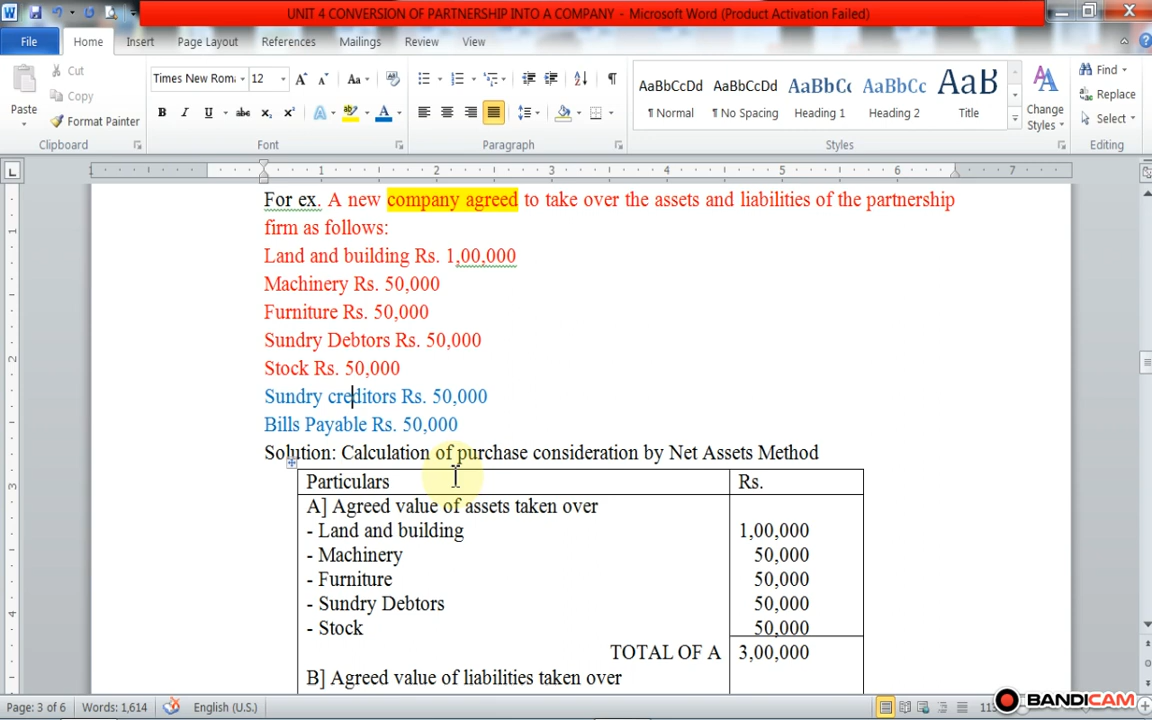 UNIT 4 CONVERSION OF PARTNERSHIP INTO A COMPANY - Microsoft Word (Product Activation Failed)
File Home Insert Page Layout References Mailings Review View
Paste
Cut
Copy
Format Painter
Clipboard
Times New Rom 12
Font
Paragraph
AaBbCcDd AaBbCcDd AaBbCc AaBbCc AaB
¶ Normal ¶ No Spacing Heading 1 Heading 2 Title
Change Styles
Styles
Find
Replace
Select
Editing
For ex. A new company agreed to take over the assets and liabilities of the partnership
firm as follows:
Land and building Rs. 1,00,000
Machinery Rs. 50,000
Furniture Rs. 50,000
Sundry Debtors Rs. 50,000
Stock Rs. 50,000
Sundry creditors Rs. 50,000
Bills Payable Rs. 50,000
Solution: Calculation of purchase consideration by Net Assets Method
Particulars Rs.
A] Agreed value of assets taken over
- Land and building 1,00,000
- Machinery 50,000
- Furniture 50,000
- Sundry Debtors 50,000
- Stock 50,000
TOTAL OF A 3,00,000
B] Agreed value of liabilities taken over
Page: 3 of 6 Words: 1,614 English (U.S.)
BANDICAM